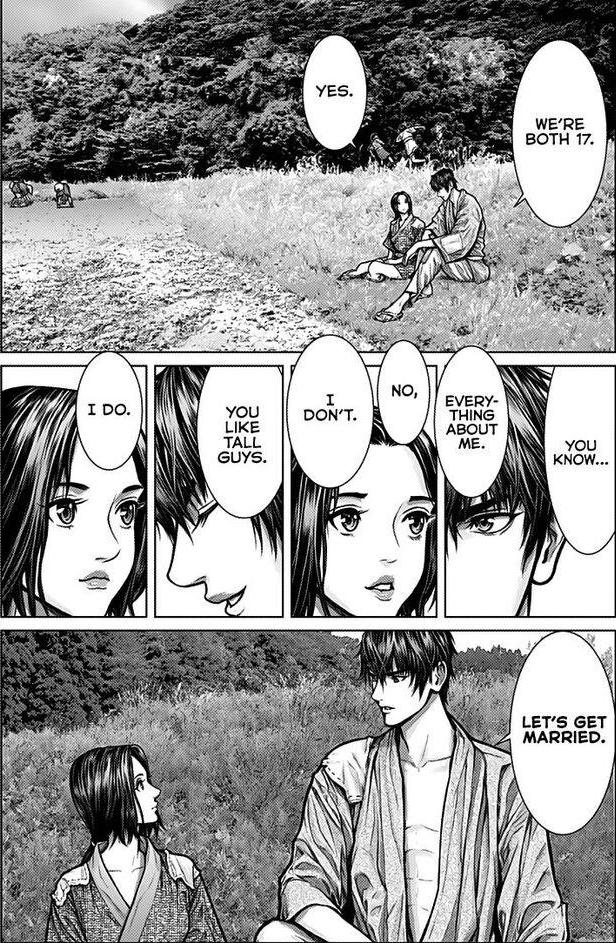 WE'RE
BOTH 17.
YES.
YOU
KNOW...
EVERY-
THING
ABOUT
ME.
NO,
I
DON'T.
YOU
LIKE
TALL
GUYS.
I DO.
LET'S GET
MARRIED.